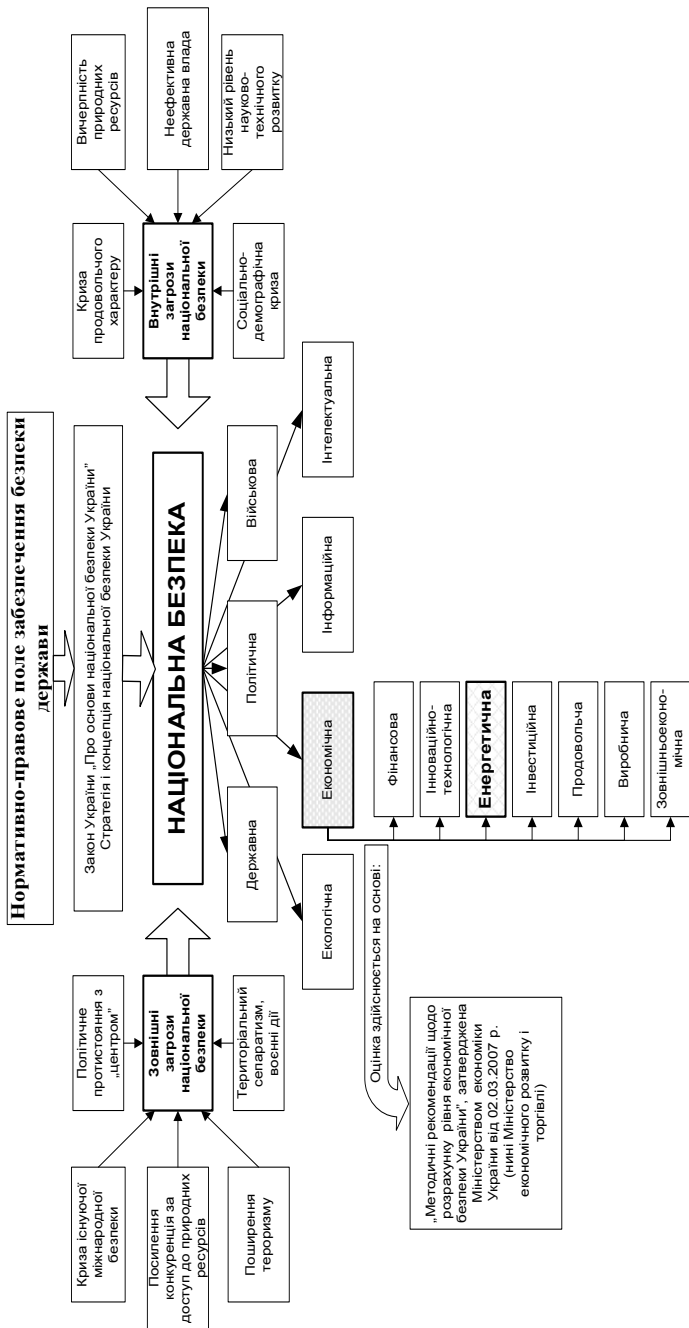 Нормативно-правове поле забезпечення безпеки
держави
Закон України „Про основи національної безпеки України”
Стратегія і концепція національної безпеки України
НАЦІОНАЛЬНА БЕЗПЕКА
Криза існуючої
міжнародної
безпеки
Посилення
конкуренція за
доступ до природних
ресурсів
Поширення
тероризму
Політичне
протистояння з
„центром”
Зовнішні
загрози
національної
безпеки
Територіальний
сепаратизм,
воєнні дії
Криза
продовольчого
характеру
Внутрішні
загрози
національної
безпеки
Соціально-
демографічна
криза
Вичерпність
природних
ресурсів
Неефективна
державна влада
Низький рівень
науково-
технічного
розвитку
Державна
Політична
Військова
Екологічна
Економічна
Інформаційна
Інтелектуальна
Фінансова
Інноваційно-
технологічна
Енергетична
Інвестиційна
Продовольча
Виробнича
Зовнішньоеконо-
мічна
Оцінка здійснюється на основі:
„Методичні рекомендації щодо
розрахунку рівня економічної
безпеки України”, затверджена
Міністерством економіки
України від 02.03.2007 р.
(нині Міністерство
економічного розвитку і
торгівлі)